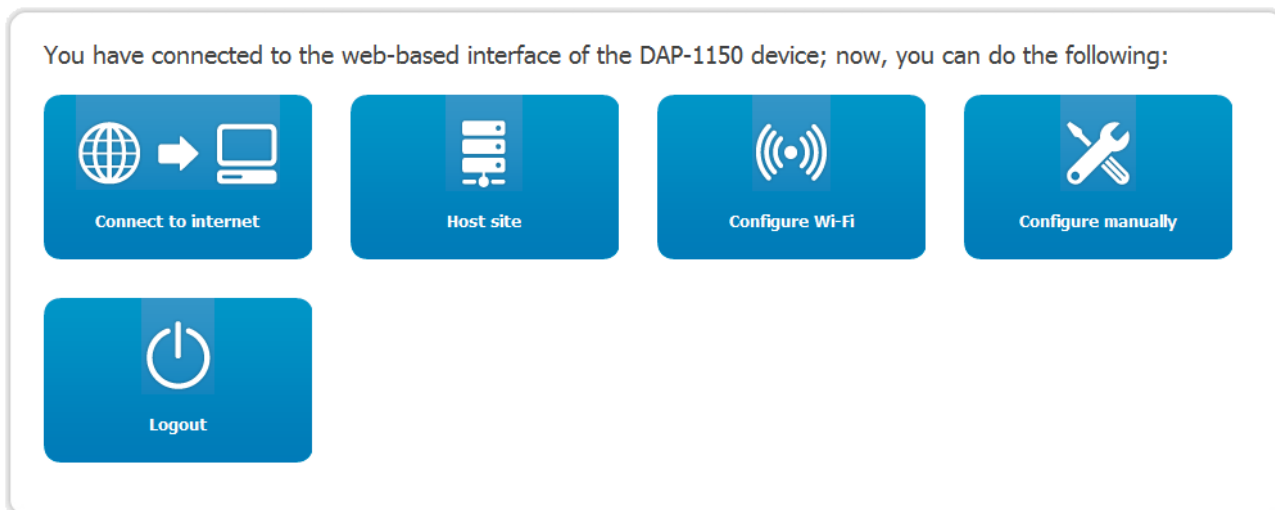 You have connected to the web-based interface of the DAP-1150 device; now, you can do the following:
Connect to internet
Host site
Configure Wi-Fi
Configure manually
Logout